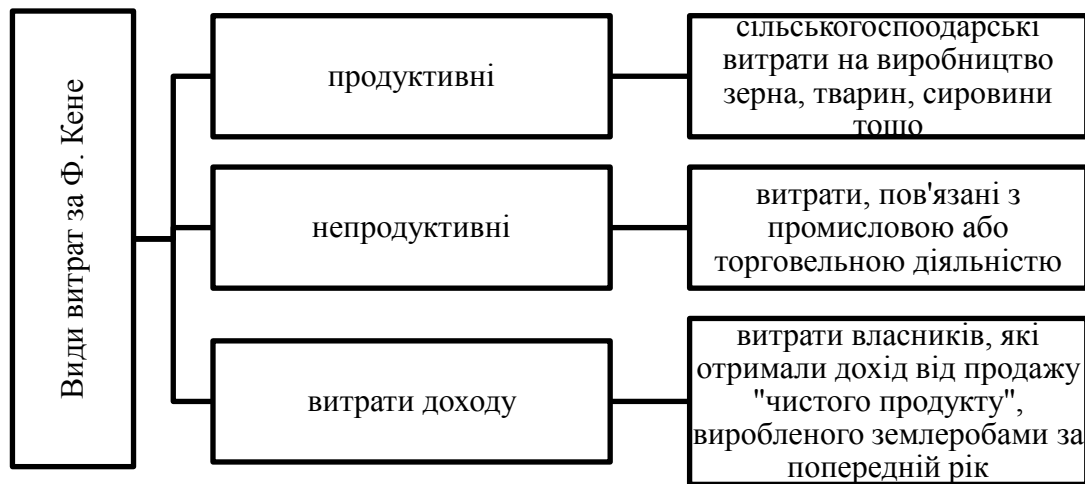 Види витрат за Ф. Кене
продуктивні
сільськогоспоодарські
витрати на виробництво
зерна, тварин, сировини
тощо
непродуктивні
витрати, пов'язані з
промисловою або
торговельною діяльністю
витрати доходу
витрати власників, які
отримали дохід від продажу
"чистого продукту",
виробленого землеробами за
попередній рік